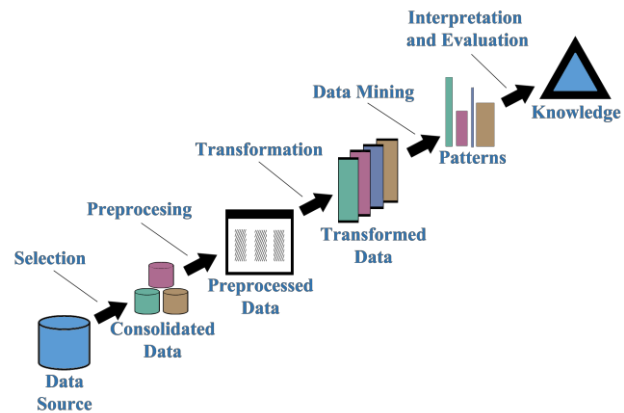 Interpretation
and Evaluation
Knowledge
Data Mining
Patterns
Transformation
Transformed
Data
Preprocesing
Preprocessed
Data
Selection
Consolidated
Data
Data
Source